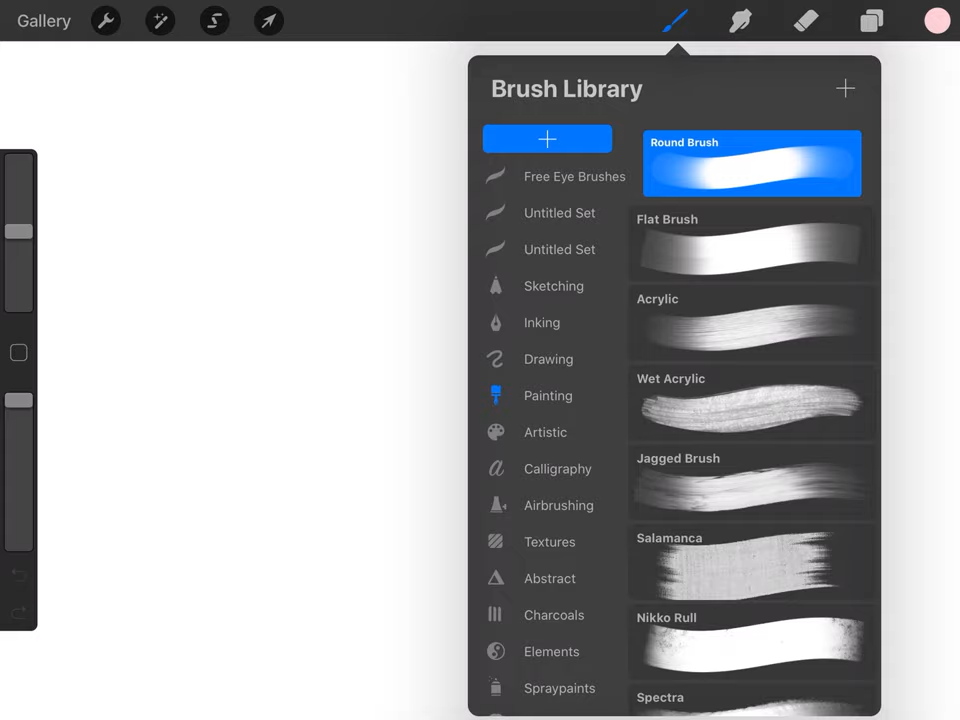 Gallery
Brush Library
Free Eye Brushes
Untitled Set
Untitled Set
Sketching
Inking
Drawing
Painting
Artistic
Calligraphy
Airbrushing
Textures
Abstract
Charcoals
Elements
Spraypaints
Round Brush
Flat Brush
Acrylic
Wet Acrylic
Jagged Brush
Salamanca
Nikko Rull
Spectra